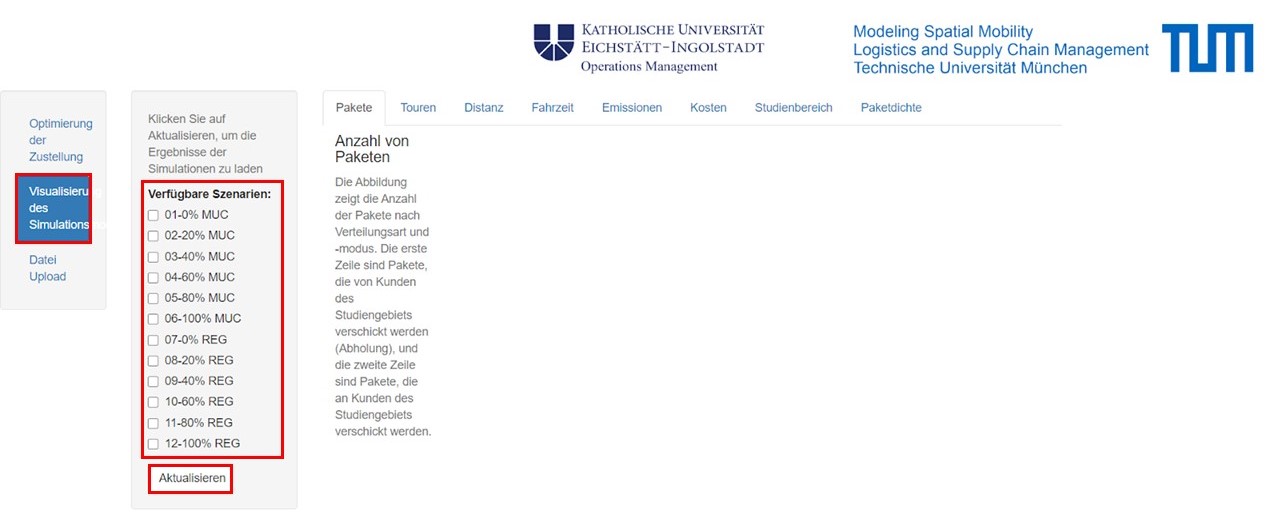 KATHOLISCHE UNIVERSITÄT
EICHSTÄTT-INGOLSTADT
Operations Management
Modeling Spatial Mobility
Logistics and Supply Chain Management
Technische Universität München
TUM
Optimierung
der
Zustellung
Visualisieru
des
Simulations
Datei
Upload
Klicken Sie auf
Aktualisieren, um die
Ergebnisse der
Simulationen zu laden
Verfügbare Szenarien:
01-0% MUC
02-20% MUC
03-40% MUC
04-60% MUC
05-80% MUC
06-100% MUC
07-0% REG
08-20% REG
09-40% REG
10-60% REG
11-80% REG
12-100% REG
Aktualisieren
Pakete Touren Distanz Fahrzeit Emissionen Kosten Studienbereich Paketdichte
Anzahl von
Paketen
Die Abbildung
zeigt die Anzahl
der Pakete nach
Verteilungsart und
-modus. Die erste
Zeile sind Pakete,
die von Kunden
des
Studiengebiets
verschickt werden
(Abholung), und
die zweite Zeile
sind Pakete, die
an Kunden des
Studiengebiets
verschickt werden.